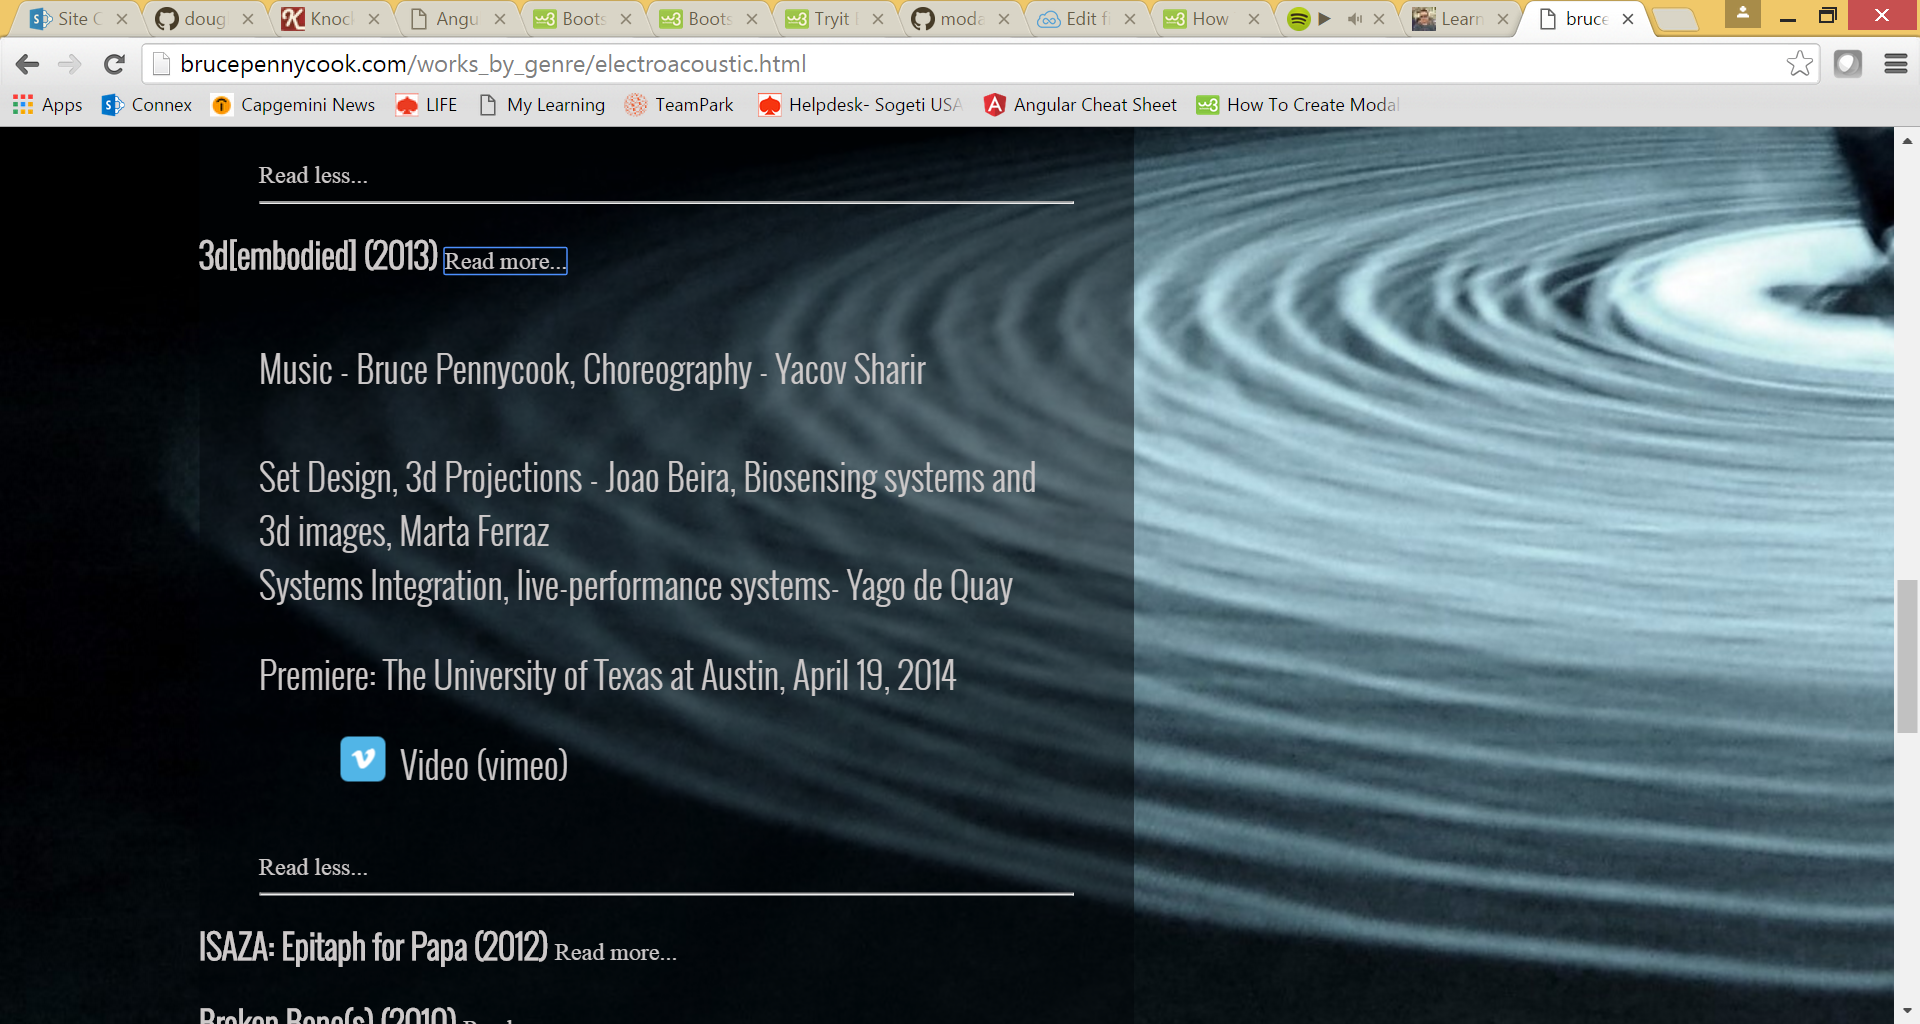 Site C
doug
Knoc
Angu
Boots
Boots
Tryit
moda
Edit f
How
Learn
bruce
brucepennycook.com/works_by_genre/electroacoustic.html
Apps
Connex
Capgemini News
LIFE
My Learning
TeamPark
Helpdesk- Sogeti USA
Angular Cheat Sheet
How To Create Modal
Read less...
3d[embodied] (2013) Read more...
Music - Bruce Pennycook, Choreography - Yacov Sharir
Set Design, 3d Projections - Joao Beira, Biosensing systems and
3d images, Marta Ferraz
Systems Integration, live-performance systems- Yago de Quay
Premiere: The University of Texas at Austin, April 19, 2014
Video (vimeo)
Read less...
ISAZA: Epitaph for Papa (2012) Read more...
Broken Bone(s) (2010)